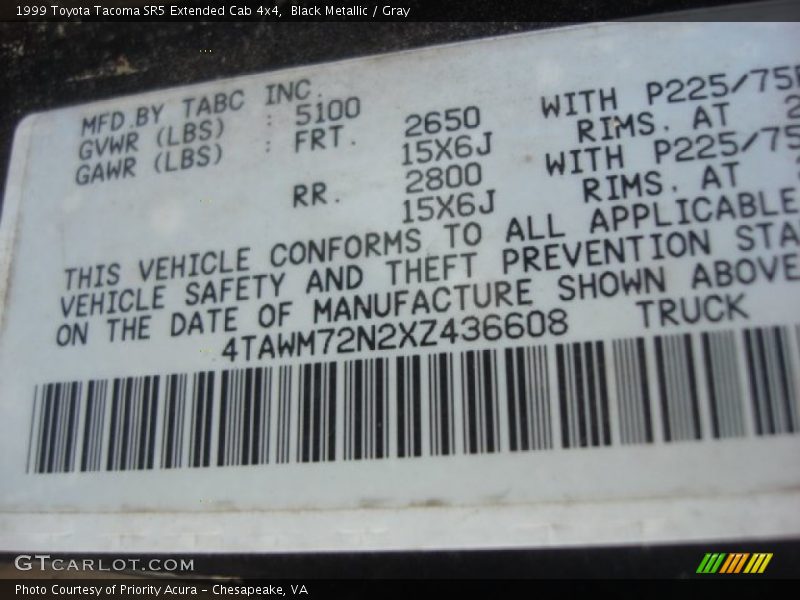 1999 Toyota Tacoma SR5 Extended Cab 4x4, Black Metallic / Gray
MFD.BY TABC INC.
GVWR (LBS) : 5100
GAWR (LBS) : FRT. 2650 WITH P225/75
15X6J RIMS. AT
RR. 2800 WITH P225/75
15X6J RIMS. AT
THIS VEHICLE CONFORMS TO ALL APPLICABLE
VEHICLE SAFETY AND THEFT PREVENTION STA
ON THE DATE OF MANUFACTURE SHOWN ABOVE
4TAWM72N2XZ436608 TRUCK
GTCARLOT.COM
Photo Courtesy of Priority Acura – Chesapeake, VA